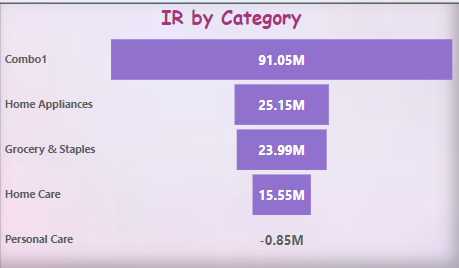 IR by Category
Combo1 91.05M
Home Appliances 25.15M
Grocery & Staples 23.99M
Home Care 15.55M
Personal Care -0.85M